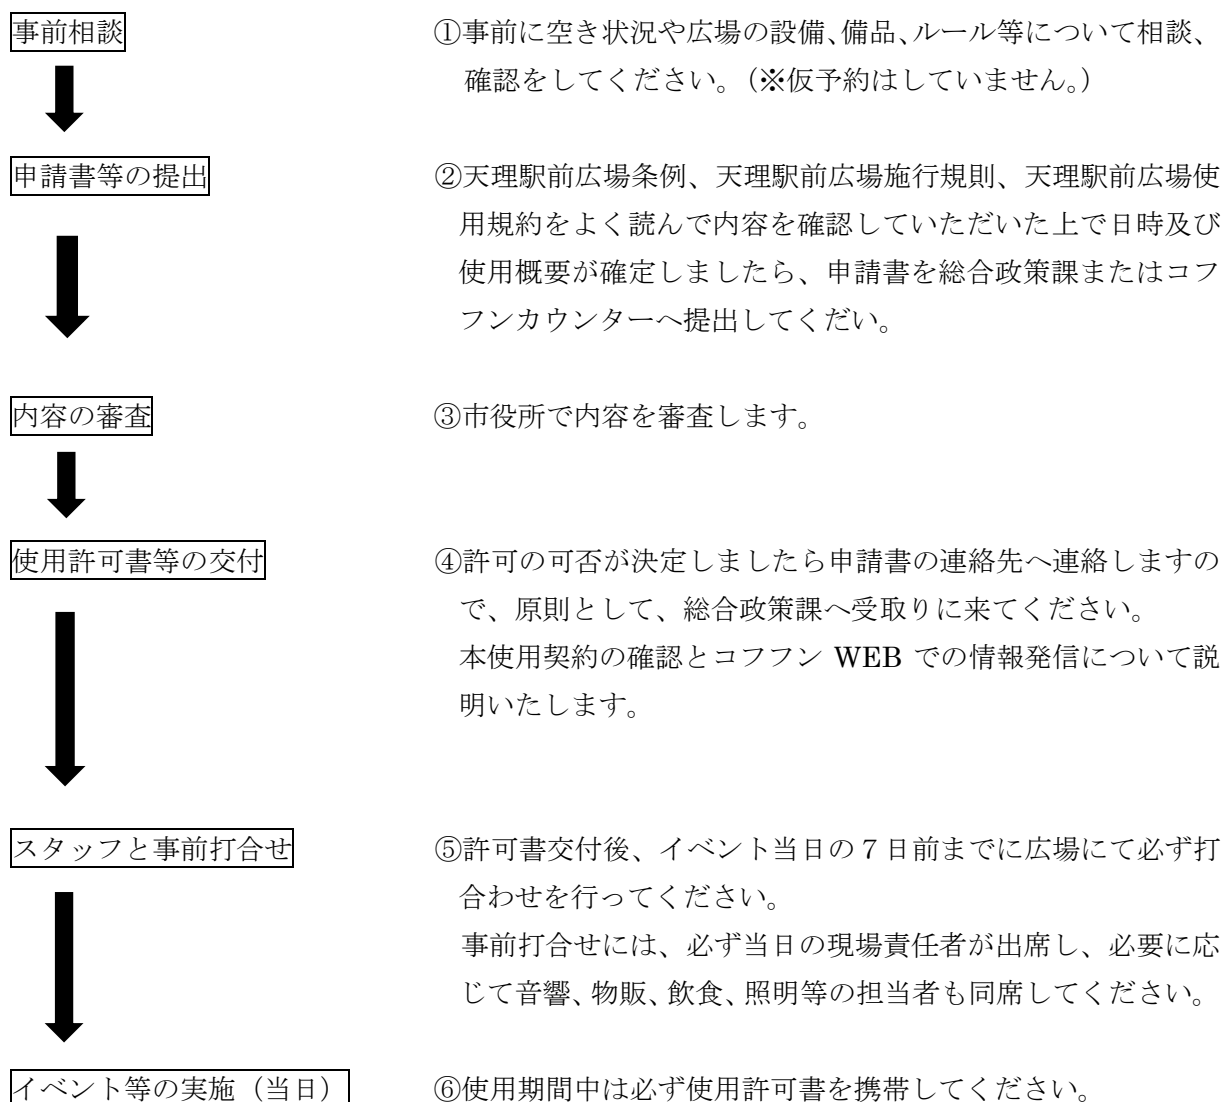 事前相談
①事前に空き状況や広場の設備、備品、ルール等について相談、
確認をしてください。（※仮予約はしていません。）
申請書等の提出
②天理駅前広場条例、天理駅前広場施行規則、天理駅前広場使
用規約をよく読んで内容を確認していただいた上で日時及び
使用概要が確定しましたら、申請書を総合政策課またはコフ
フンカウンターへ提出してくだい。
内容の審査
③市役所で内容を審査します。
使用許可書等の交付
④許可の可否が決定しましたら申請書の連絡先へ連絡しますの
で、原則として、総合政策課へ受取りに来てください。
本使用契約の確認とコフフン WEB での情報発信について説
明いたします。
スタッフと事前打合せ
⑤許可書交付後、イベント当日の７日前までに広場にて必ず打
合わせを行ってください。
事前打合せには、必ず当日の現場責任者が出席し、必要に応
じて音響、物販、飲食、照明等の担当者も同席してください。
イベント等の実施（当日）
⑥使用期間中は必ず使用許可書を携帯してください。